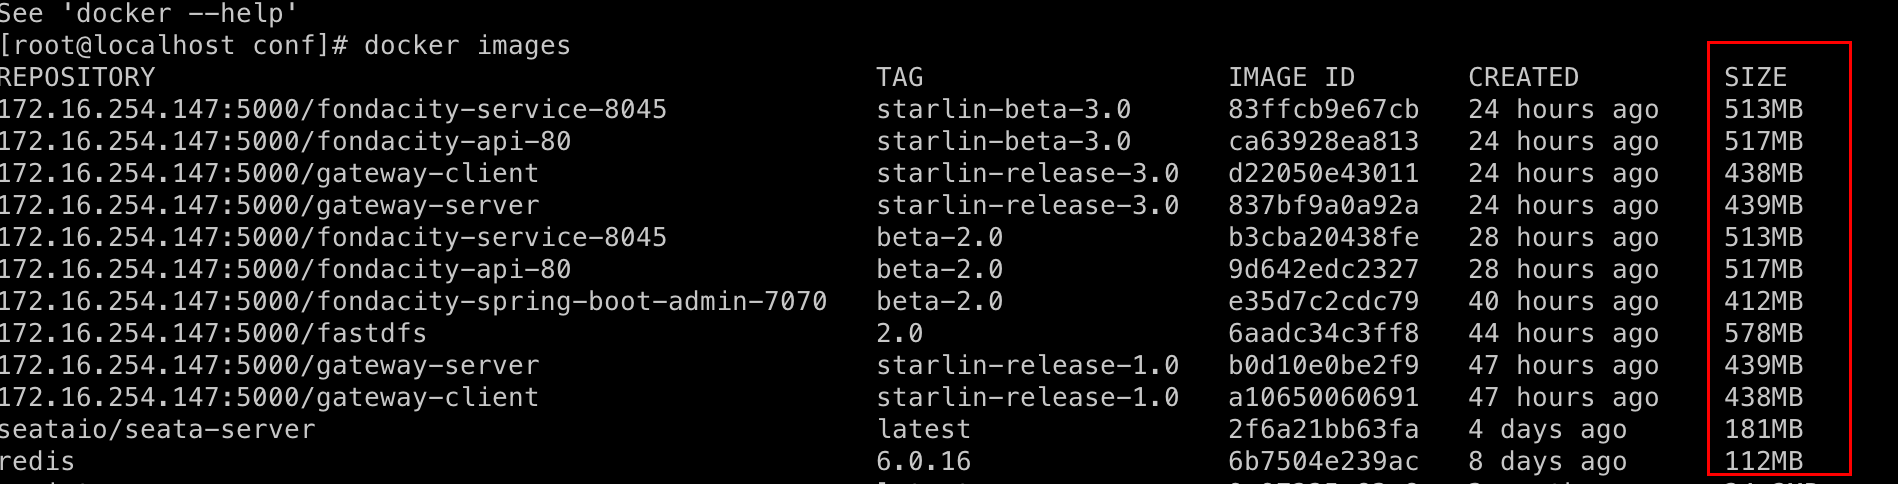 See 'docker --help'
[root@localhost conf]# docker images
REPOSITORY TAG IMAGE ID CREATED SIZE
172.16.254.147:5000/fondacity-service-8045 starlin-beta-3.0 83ffcb9e67cb 24 hours ago 513MB
172.16.254.147:5000/fondacity-api-80 starlin-beta-3.0 ca63928ea813 24 hours ago 517MB
172.16.254.147:5000/gateway-client starlin-release-3.0 d22050e43011 24 hours ago 438MB
172.16.254.147:5000/gateway-server starlin-release-3.0 837bf9a0a92a 24 hours ago 439MB
172.16.254.147:5000/fondacity-service-8045 beta-2.0 b3cba20438fe 28 hours ago 513MB
172.16.254.147:5000/fondacity-api-80 beta-2.0 9d642edc2327 28 hours ago 517MB
172.16.254.147:5000/fondacity-spring-boot-admin-7070 beta-2.0 e35d7c2cdc79 40 hours ago 412MB
172.16.254.147:5000/fastdfs 2.0 6aadc34c3ff8 44 hours ago 578MB
172.16.254.147:5000/gateway-server starlin-release-1.0 b0d10e0be2f9 47 hours ago 439MB
172.16.254.147:5000/gateway-client starlin-release-1.0 a10650060691 47 hours ago 438MB
seataio/seata-server latest 2f6a21bb63fa 4 days ago 181MB
redis 6.0.16 6b7504e239ac 8 days ago 112MB